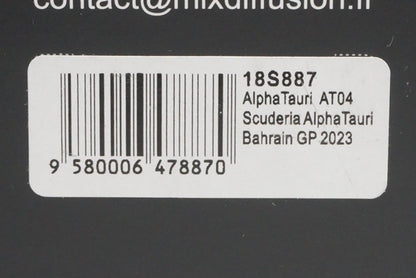 contact@mixdiffusion.fr
18S887
AlphaTauri AT04
Scuderia AlphaTauri
Bahrain GP 2023
9 580006 478870